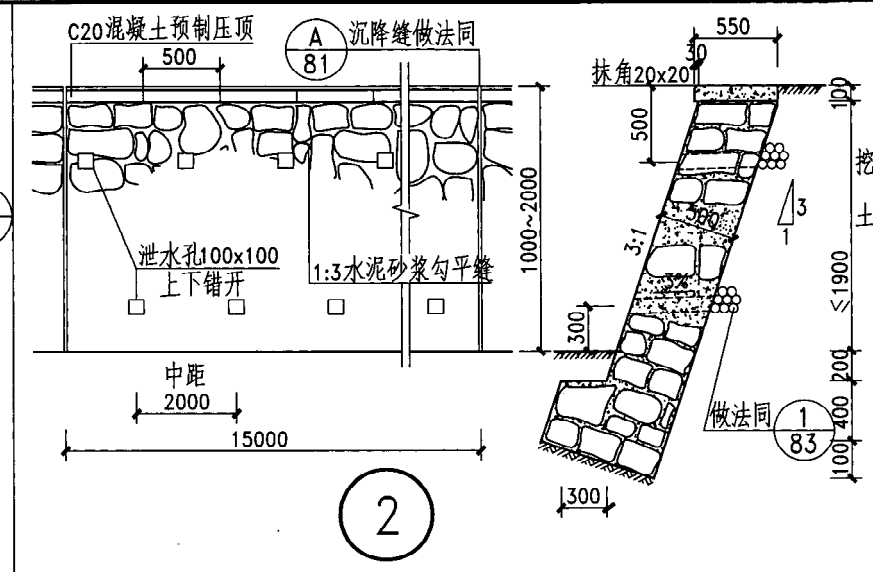 C20混凝土预制压顶
500
A
81
沉降缝做法同
泄水孔100x100
上下错开
1:3水泥砂浆勾平缝
中距
2000
15000
1000~2000
2
550
30
抹角20x20
500
100
挖
土
3
1
500
3:1
3%
≤1900
300
200
400
100
做法同
1
83
300